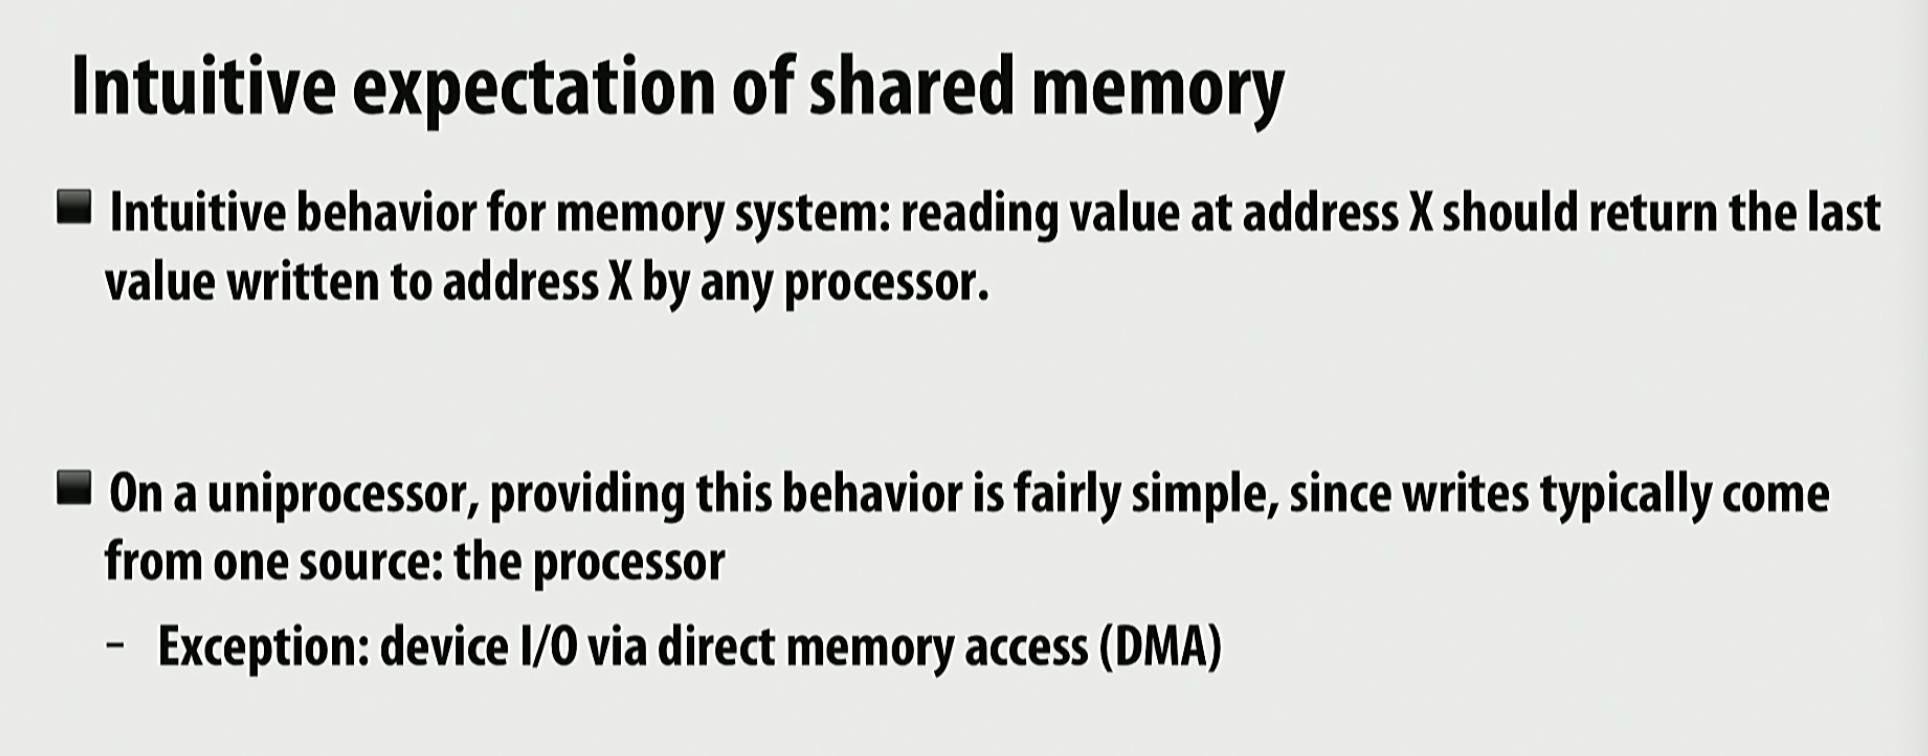 Intuitive expectation of shared memory
Intuitive behavior for memory system: reading value at address X should return the last
value written to address X by any processor.
On a uniprocessor, providing this behavior is fairly simple, since writes typically come
from one source: the processor
– Exception: device I/O via direct memory access (DMA)